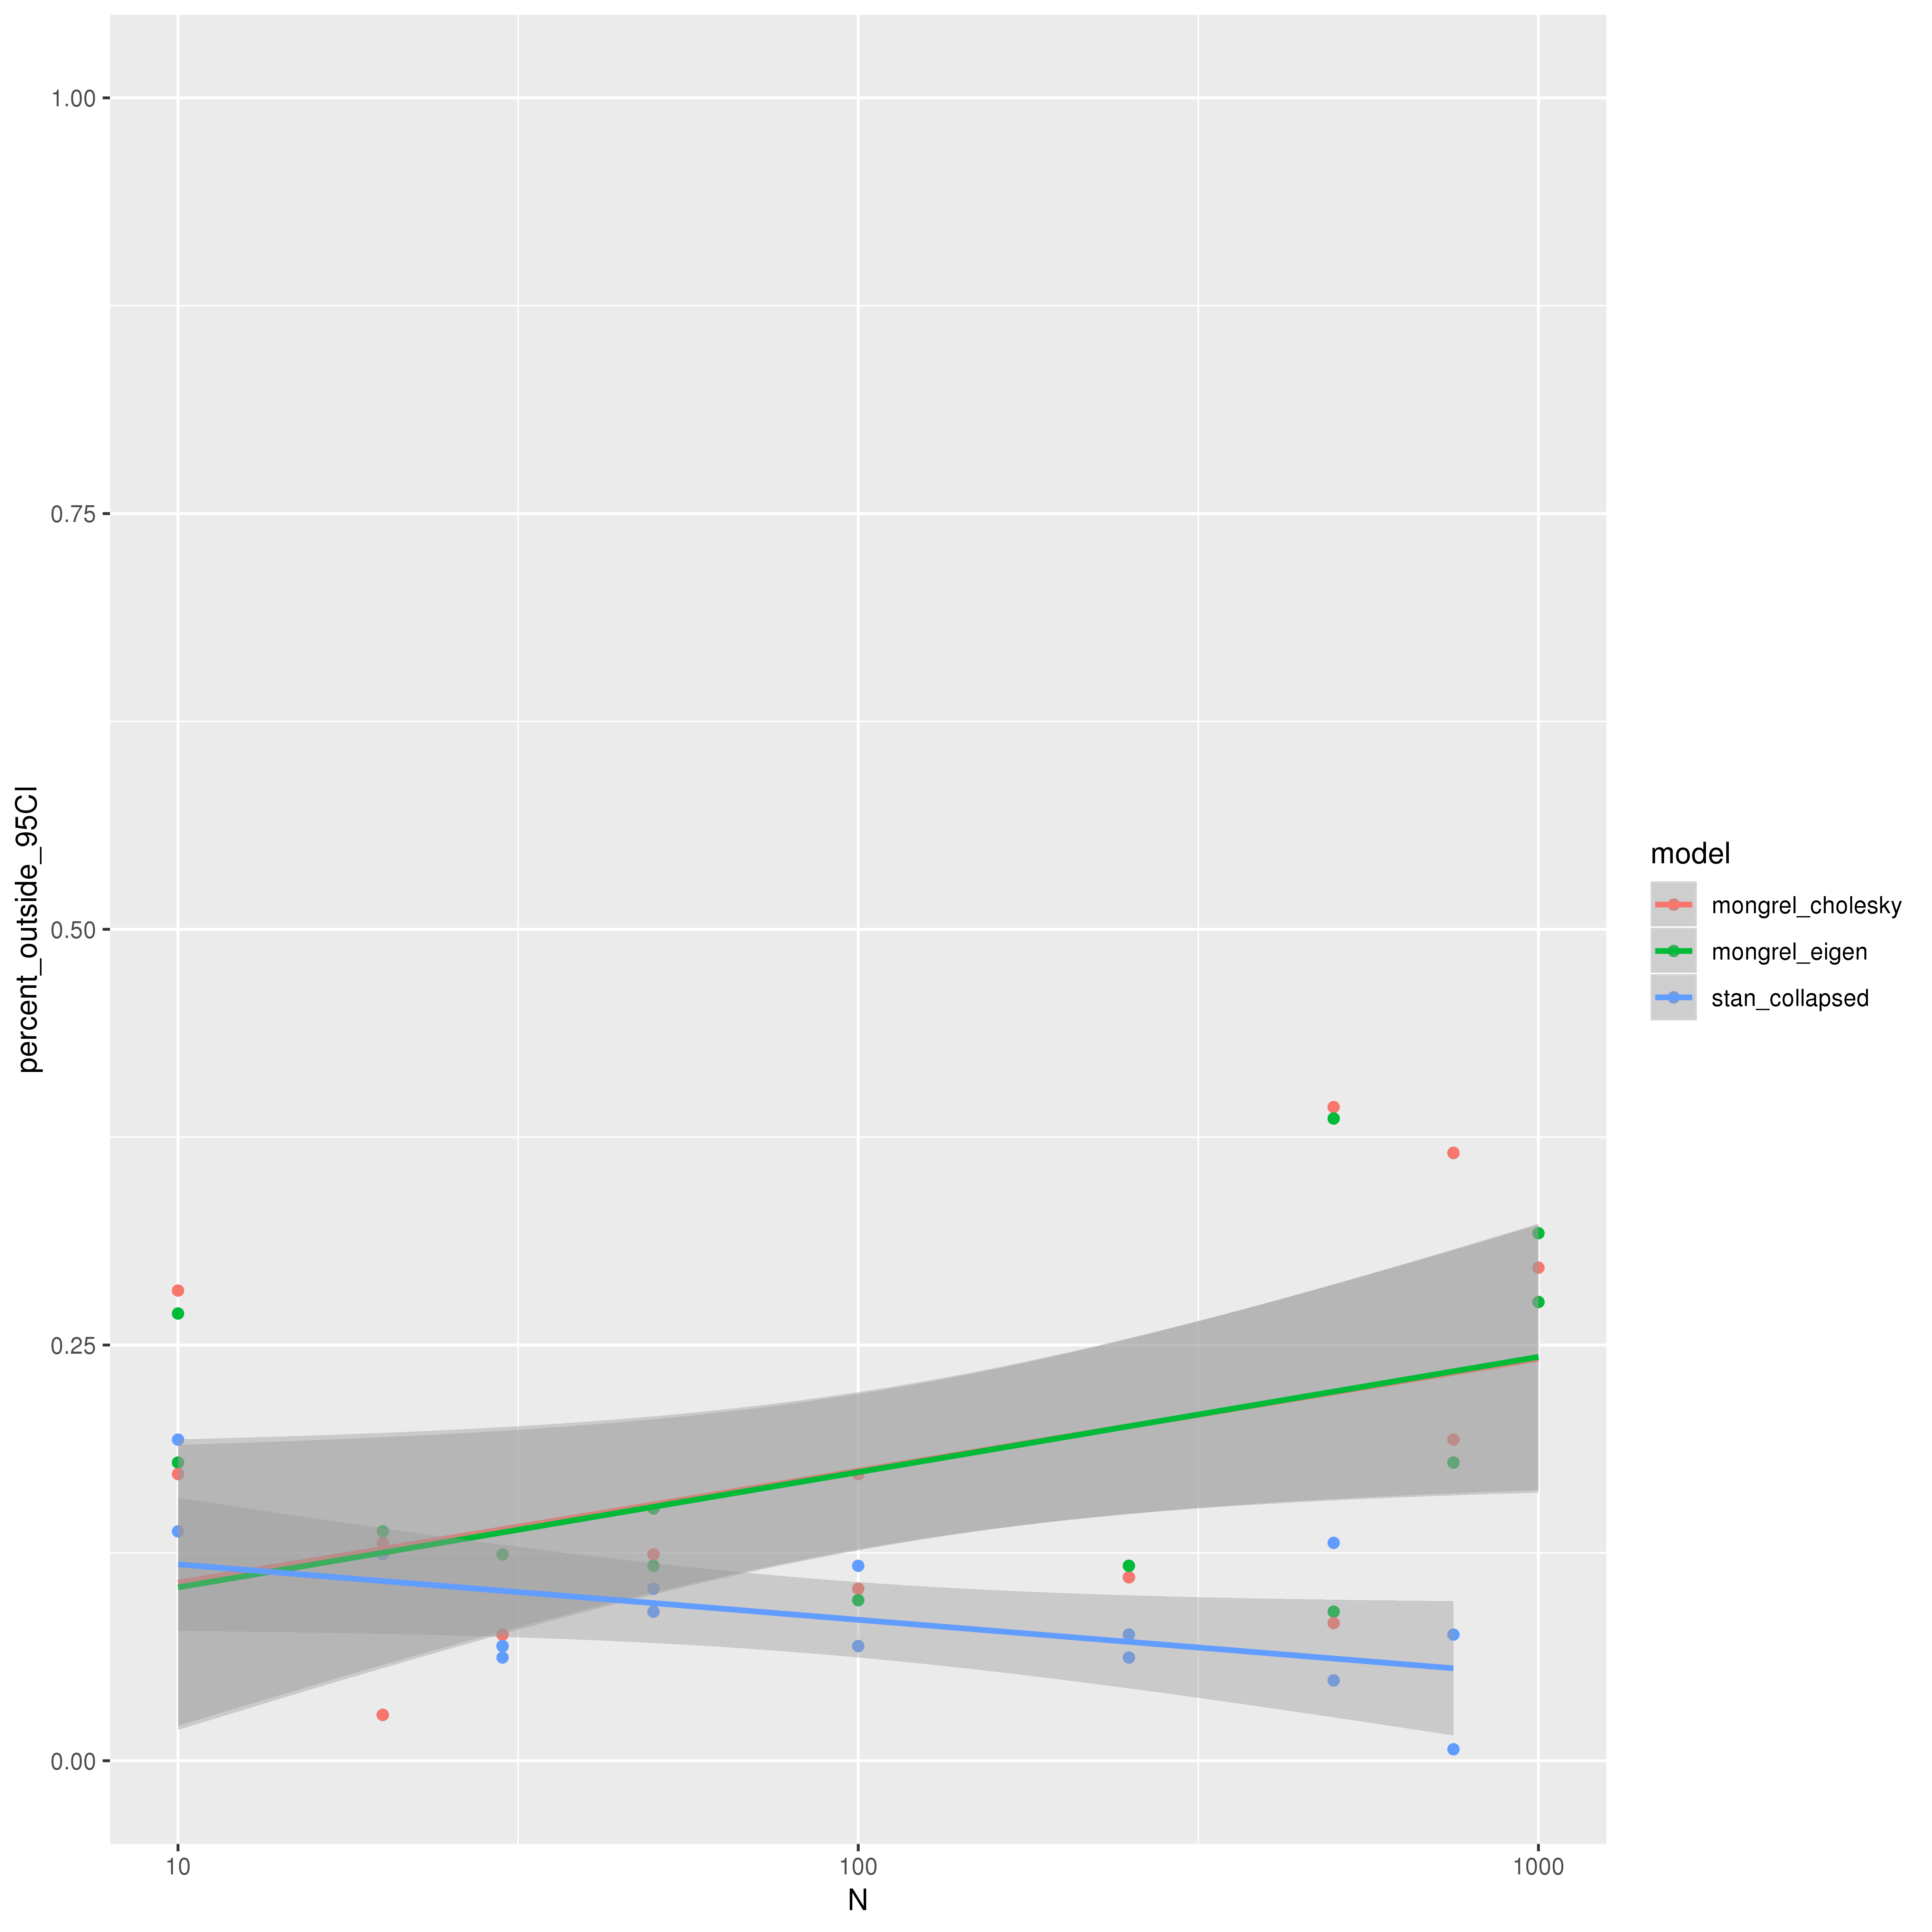 1.00
0.75
0.50
0.25
0.00
percent_outside_95CI
10
100
1000
N
model
mongrel_cholesky
mongrel_eigen
stan_collapsed